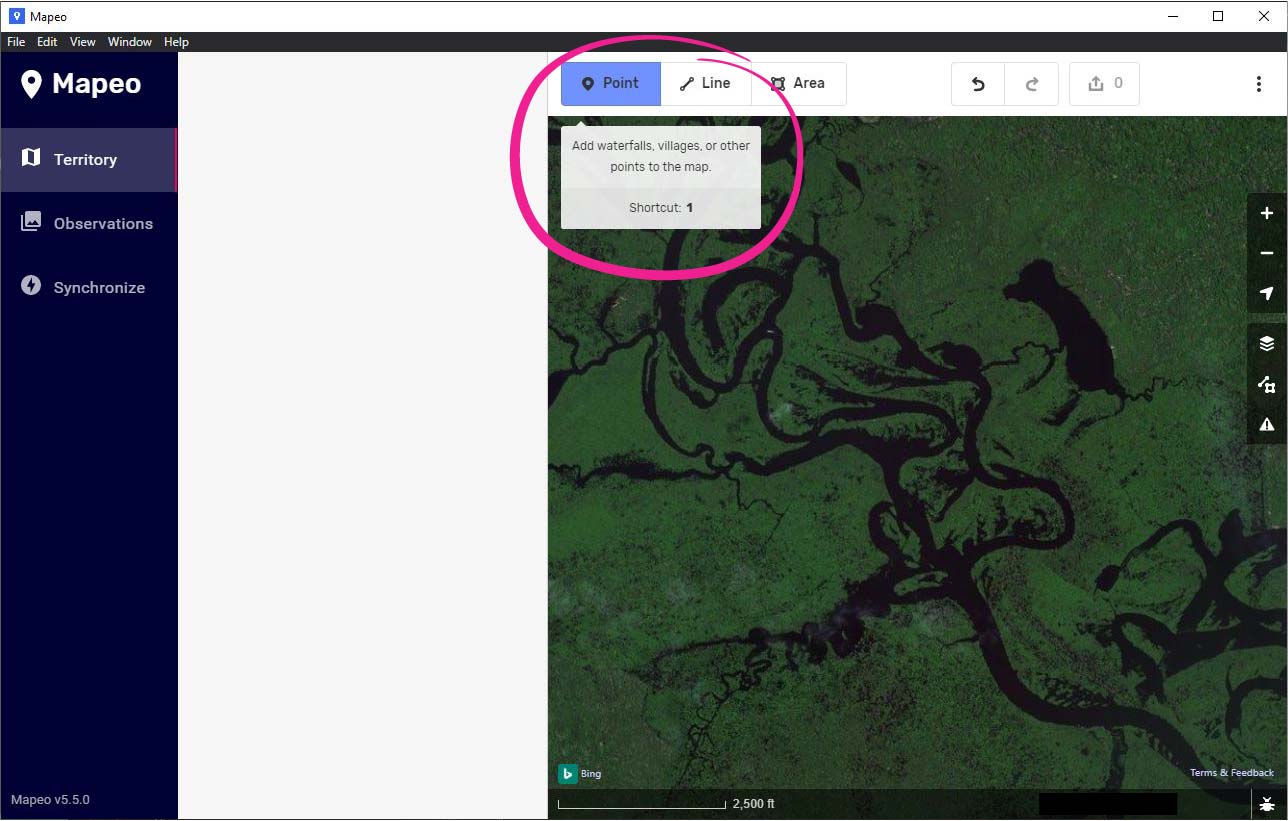 Mapeo
File Edit View Window Help
Mapeo
Territory
Observations
Synchronize
Mapeo v5.5.0
Point Line Area 0
Add waterfalls, villages, or other
points to the map.
Shortcut: 1
b Bing
Terms & Feedback
2,500 ft